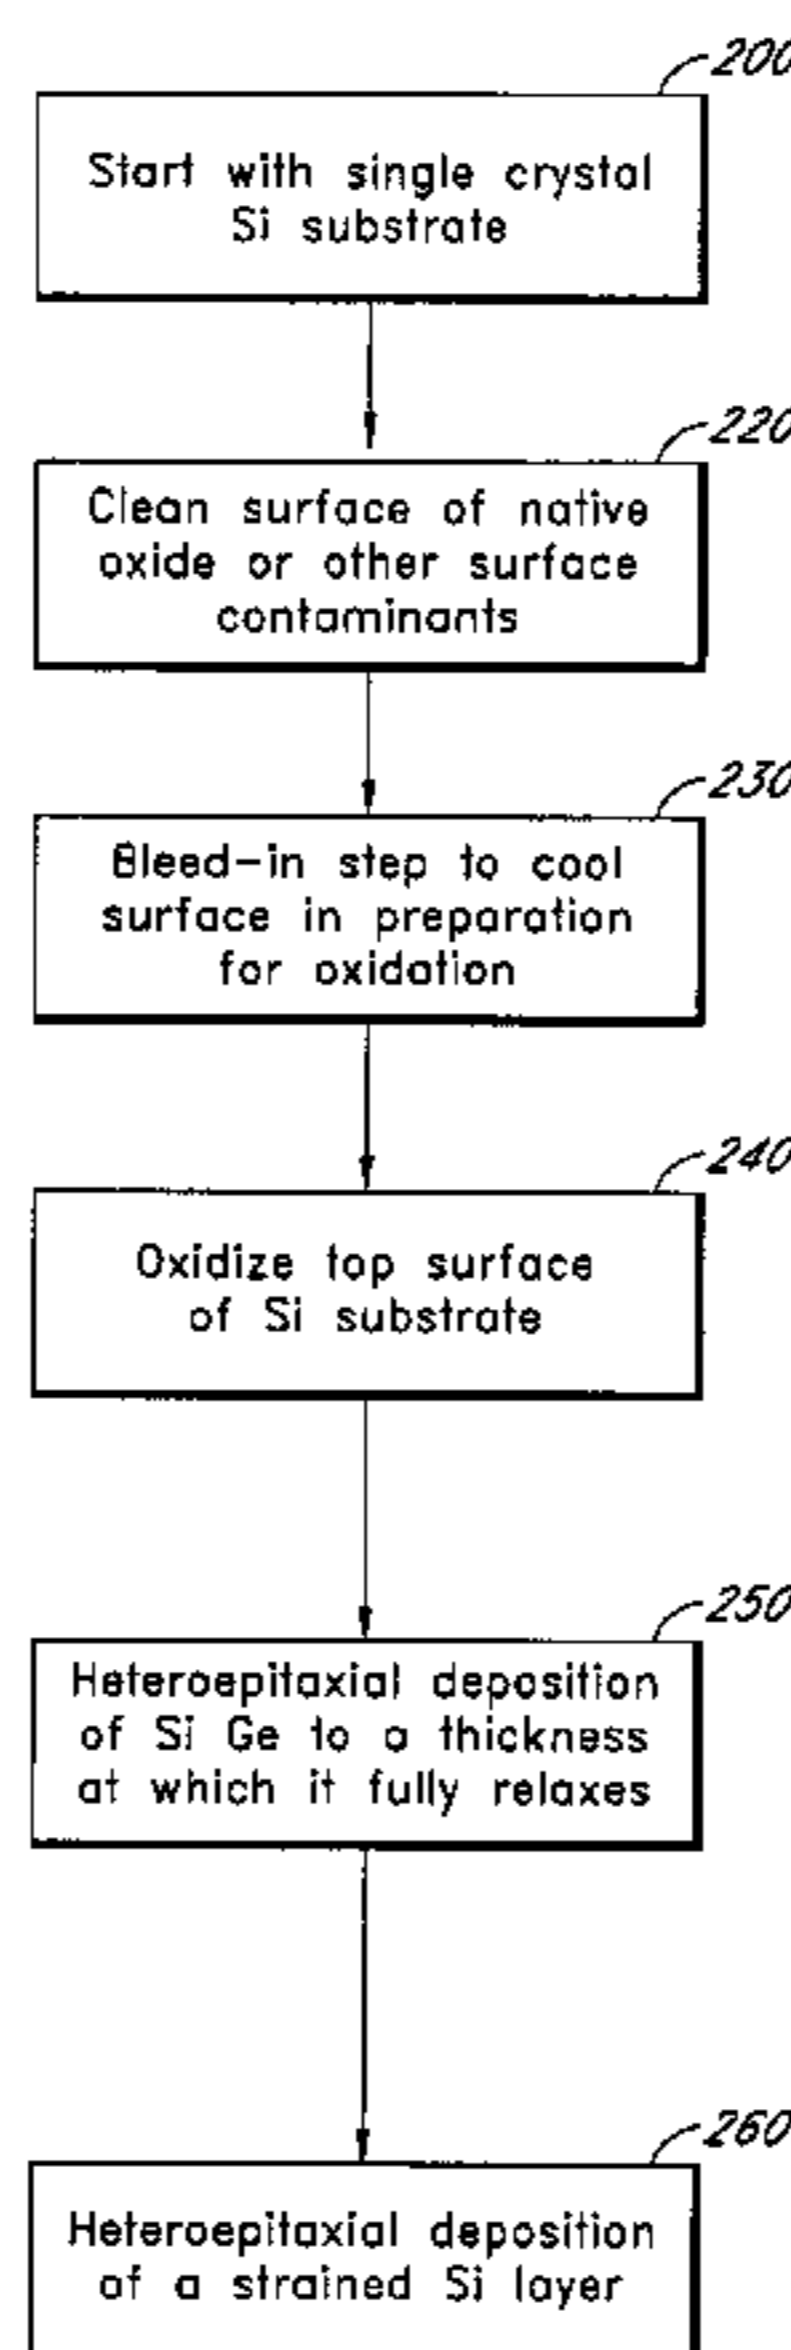 200
Start with single crystal
Si substrate
220
Clean surface of native
oxide or other surface
contaminants
230
Bleed-in step to cool
surface in preparation
for oxidation
240
Oxidize top surface
of Si substrate
250
Heteroepitaxial deposition
of Si Ge to a thickness
at which it fully relaxes
260
Heteroepitaxial deposition
of a strained Si layer